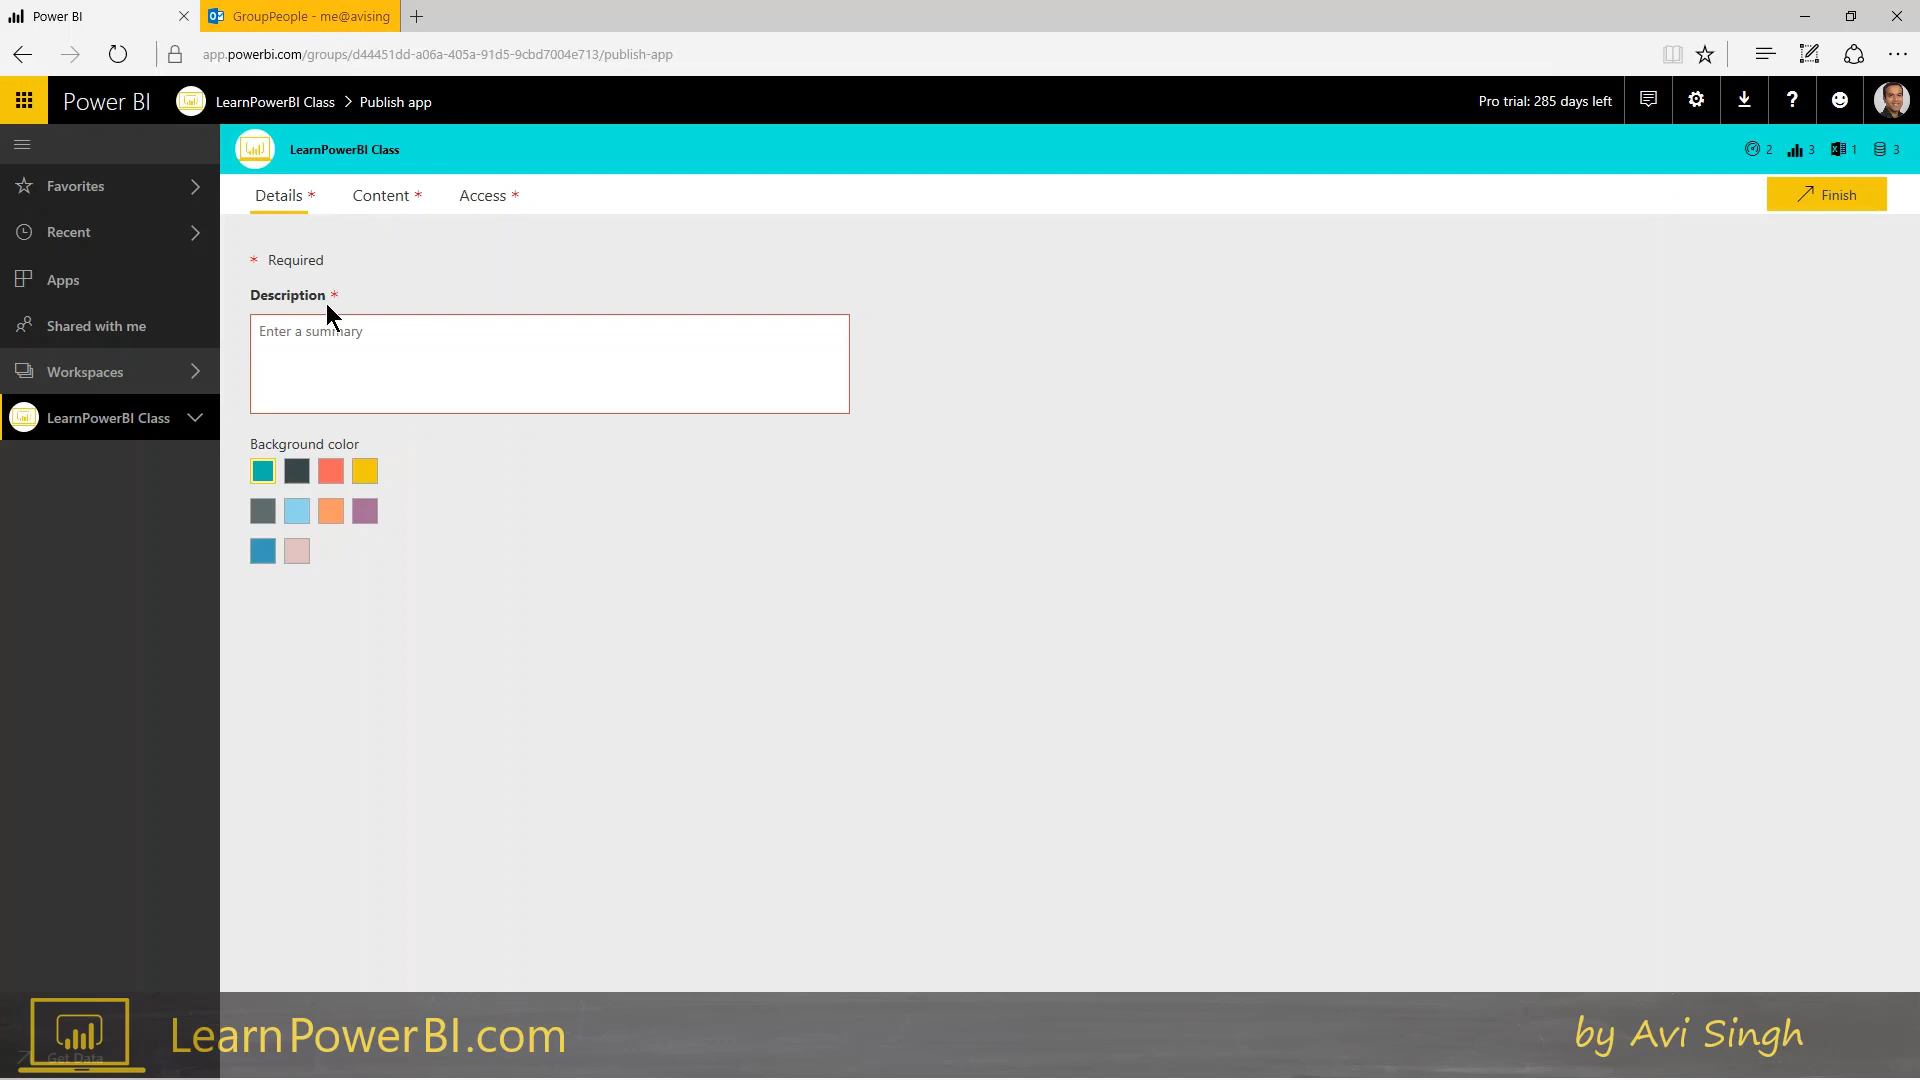 Power BI
GroupPeople - me@avising
app.powerbi.com/groups/d44451dd-a06a-405a-91d5-9cbd7004e713/publish-app
Power BI
LearnPowerBI Class
Publish app
Pro trial: 285 days left
?
LearnPowerBI Class
2
3
1
3
Favorites
Details *
Content *
Access *
Finish
Recent
* Required
Apps
Description *
Shared with me
Enter a summary
Workspaces
LearnPowerBI Class
Background color
LearnPowerBI.com
by Avi Singh
Get Data